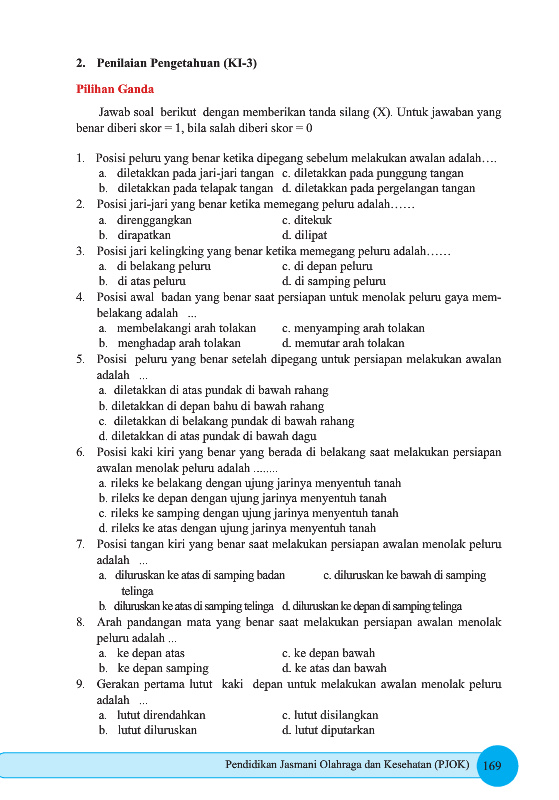 2. Penilaian Pengetahuan (KI-3)
Pilihan Ganda
Jawab soal berikut dengan memberikan tanda silang (X). Untuk jawaban yang
benar diberi skor = 1, bila salah diberi skor = 0
1. Posisi peluru yang benar ketika dipegang sebelum melakukan awalan adalah….
a. diletakkan pada jari-jari tangan c. diletakkan pada punggung tangan
b. diletakkan pada telapak tangan d. diletakkan pada pergelangan tangan
2. Posisi jari-jari yang benar ketika memegang peluru adalah……
a. direnggangkan c. ditekuk
b. dirapatkan d. dilipat
3. Posisi jari kelingking yang benar ketika memegang peluru adalah……
a. di belakang peluru c. di depan peluru
b. di atas peluru d. di samping peluru
4. Posisi awal badan yang benar saat persiapan untuk menolak peluru gaya mem-
belakang adalah ...
a. membelakangi arah tolakan c. menyamping arah tolakan
b. menghadap arah tolakan d. memutar arah tolakan
5. Posisi peluru yang benar setelah dipegang untuk persiapan melakukan awalan
adalah ...
a. diletakkan di atas pundak di bawah rahang
b. diletakkan di depan bahu di bawah rahang
c. diletakkan di belakang pundak di bawah rahang
d. diletakkan di atas pundak di bawah dagu
6. Posisi kaki kiri yang benar yang berada di belakang saat melakukan persiapan
awalan menolak peluru adalah ........
a. rileks ke belakang dengan ujung jarinya menyentuh tanah
b. rileks ke depan dengan ujung jarinya menyentuh tanah
c. rileks ke samping dengan ujung jarinya menyentuh tanah
d. rileks ke atas dengan ujung jarinya menyentuh tanah
7. Posisi tangan kiri yang benar saat melakukan persiapan awalan menolak peluru
adalah ...
a. diluruskan ke atas di samping badan c. diluruskan ke bawah di samping
telinga
b. diluruskan ke atas di samping telinga d. diluruskan ke depan di samping telinga
8. Arah pandangan mata yang benar saat melakukan persiapan awalan menolak
peluru adalah ...
a. ke depan atas c. ke depan bawah
b. ke depan samping d. ke atas dan bawah
9. Gerakan pertama lutut kaki depan untuk melakukan awalan menolak peluru
adalah ...
a. lutut direndahkan c. lutut disilangkan
b. lutut diluruskan d. lutut diputarkan
Pendidikan Jasmani Olahraga dan Kesehatan (PJOK) 169